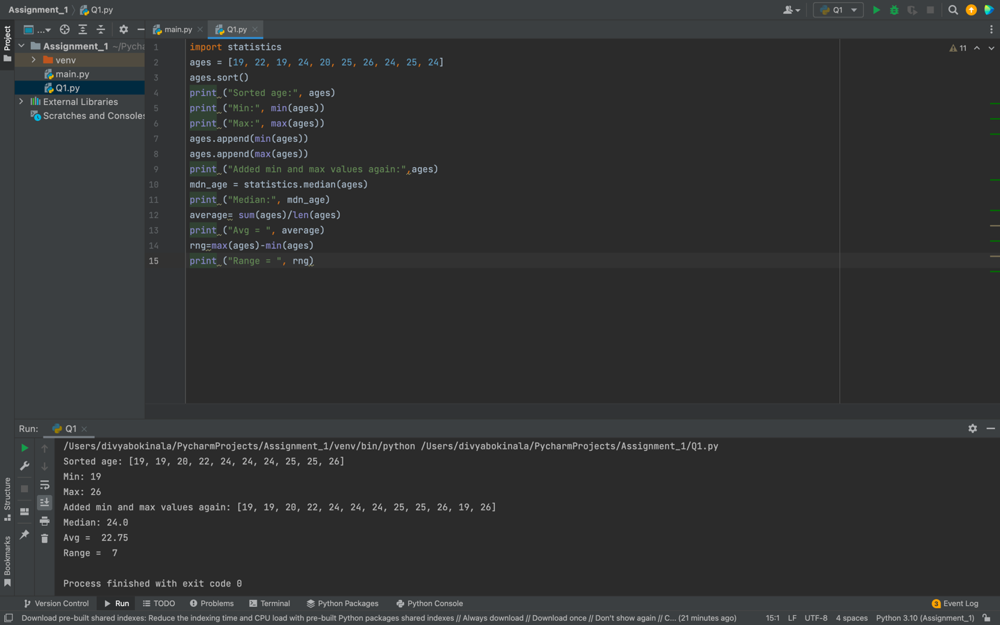 Assignment_1 Q1.py
Q1
Project
...
main.py
Q1.py
Assignment_1 ~/Pycha
venv
main.py
Q1.py
External Libraries
Scratches and Consoles
11
1 import statistics
2 ages = [19, 22, 19, 24, 20, 25, 26, 24, 25, 24]
3 ages.sort()
4 print ("Sorted age:", ages)
5 print ("Min:", min(ages))
6 print ("Max:", max(ages))
7 ages.append(min(ages))
8 ages.append(max(ages))
9 print ("Added min and max values again:",ages)
10 mdn_age = statistics.median(ages)
11 print ("Median:", mdn_age)
12 average= sum(ages)/len(ages)
13 print ("Avg = ", average)
14 rng=max(ages)-min(ages)
15 print ("Range = ", rng)
Run: Q1
/Users/divyabokinala/PycharmProjects/Assignment_1/venv/bin/python /Users/divyabokinala/PycharmProjects/Assignment_1/Q1.py
Sorted age: [19, 19, 20, 22, 24, 24, 24, 25, 25, 26]
Min: 19
Max: 26
Added min and max values again: [19, 19, 20, 22, 24, 24, 24, 25, 25, 26, 19, 26]
Median: 24.0
Avg =  22.75
Range =  7
Process finished with exit code 0
Structure
Bookmarks
Version Control Run TODO Problems Terminal Python Packages Python Console 3 Event Log
Download pre-built shared indexes: Reduce the indexing time and CPU load with pre-built Python packages shared indexes // Always download // Download once // Don't show again // C... (21 minutes ago) 15:1 LF UTF-8 4 spaces Python 3.10 (Assignment_1)